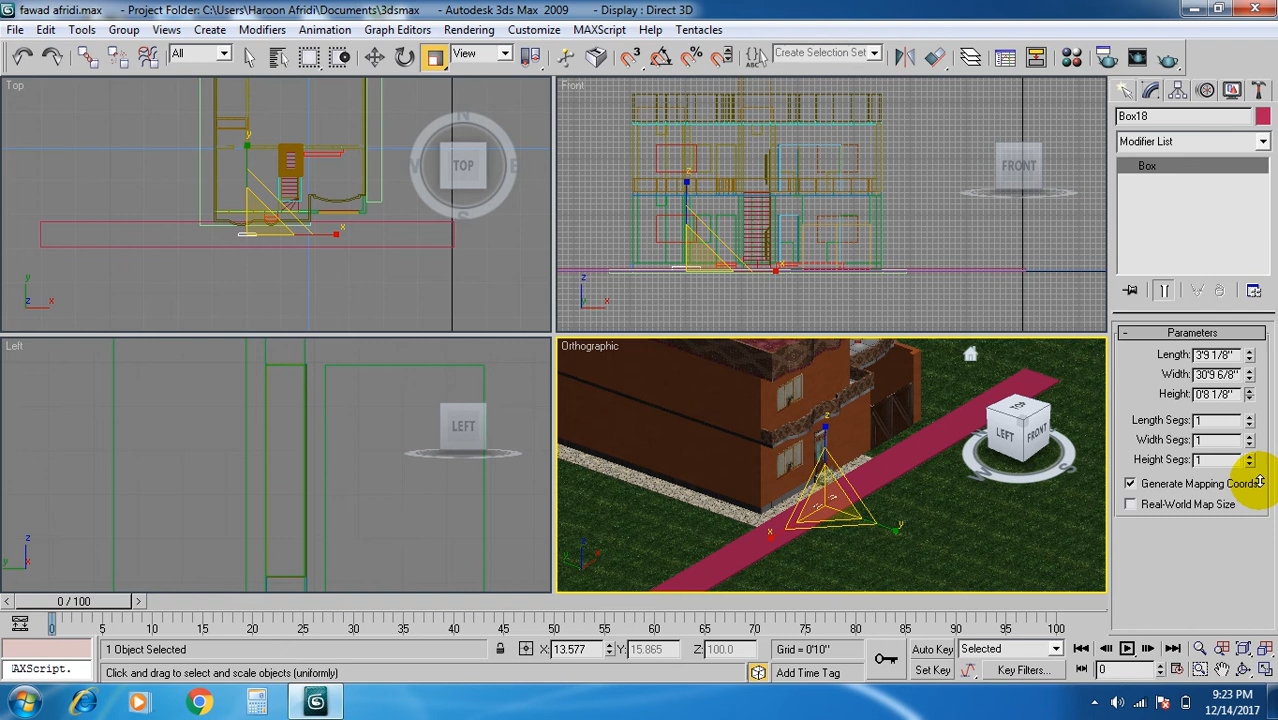 fawad afridi.max - Project Folder: C:\Users\Haroon Afridi\Documents\3dsmax - Autodesk 3ds Max 2009 - Display : Direct 3D
File Edit Tools Group Views Create Modifiers Animation Graph Editors Rendering Customize MAXScript Help Tentacles
All View 3 % ABC Create Selection Set
Top
N
TOP
W E
S
y
x
y
z x
Front
FRONT
z
x
z
y x
Box18
Modifier List
Box
- Parameters
Length: 3'9 1/8"
Width: 30'9 6/8"
Height: 0'8 1/8"
Length Segs: 1
Width Segs: 1
Height Segs: 1
Generate Mapping Coords.
Real-World Map Size
Left
LEFT
z
y x
Orthographic
TOP
LEFT FRONT
W S
z
x y
z
< 0 / 100 >
0 5 10 15 20 25 30 35 40 45 50 55 60 65 70 75 80 85 90 95 100
1 Object Selected X: 13.577 Y: 15.865 Z: 100.0 Grid = 0'10" Auto Key Selected
AXScript. Click and drag to select and scale objects (uniformly) Add Time Tag Set Key Key Filters... 0
9:23 PM
12/14/2017